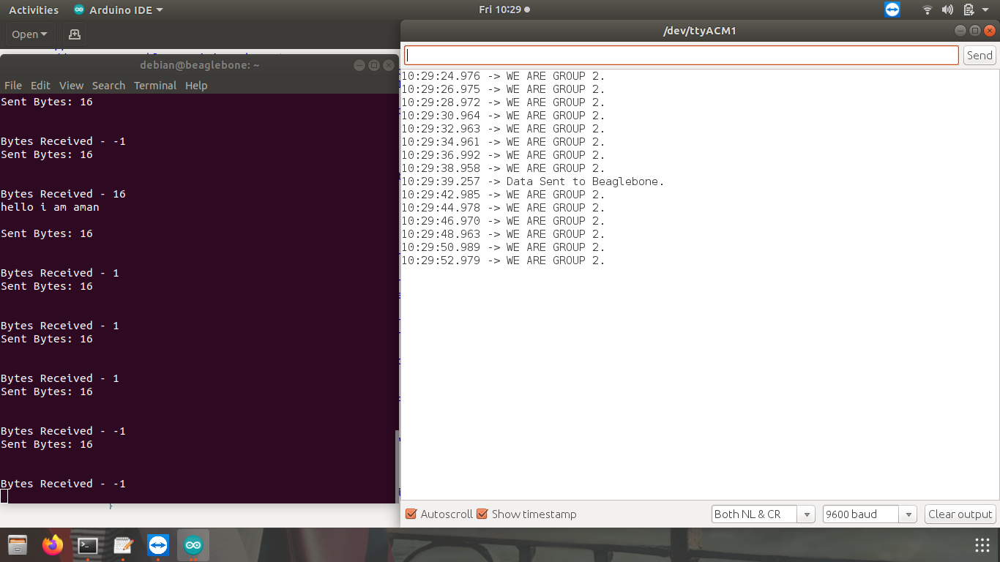 Activities Arduino IDE Fri 10:29
Open
/dev/ttyACM1
Send
debian@beaglebone: ~
File Edit View Search Terminal Help
Sent Bytes: 16
Bytes Received - -1
Sent Bytes: 16
Bytes Received - 16
hello i am aman
Sent Bytes: 16
Bytes Received - 1
Sent Bytes: 16
Bytes Received - 1
Sent Bytes: 16
Bytes Received - 1
Sent Bytes: 16
Bytes Received - -1
Sent Bytes: 16
Bytes Received - -1
}
10:29:24.976 -> WE ARE GROUP 2.
10:29:26.975 -> WE ARE GROUP 2.
10:29:28.972 -> WE ARE GROUP 2.
10:29:30.964 -> WE ARE GROUP 2.
10:29:32.963 -> WE ARE GROUP 2.
10:29:34.961 -> WE ARE GROUP 2.
10:29:36.992 -> WE ARE GROUP 2.
10:29:38.958 -> WE ARE GROUP 2.
10:29:39.257 -> Data Sent to Beaglebone.
10:29:42.985 -> WE ARE GROUP 2.
10:29:44.978 -> WE ARE GROUP 2.
10:29:46.970 -> WE ARE GROUP 2.
10:29:48.963 -> WE ARE GROUP 2.
10:29:50.989 -> WE ARE GROUP 2.
10:29:52.979 -> WE ARE GROUP 2.
Autoscroll Show timestamp Both NL & CR 9600 baud Clear output